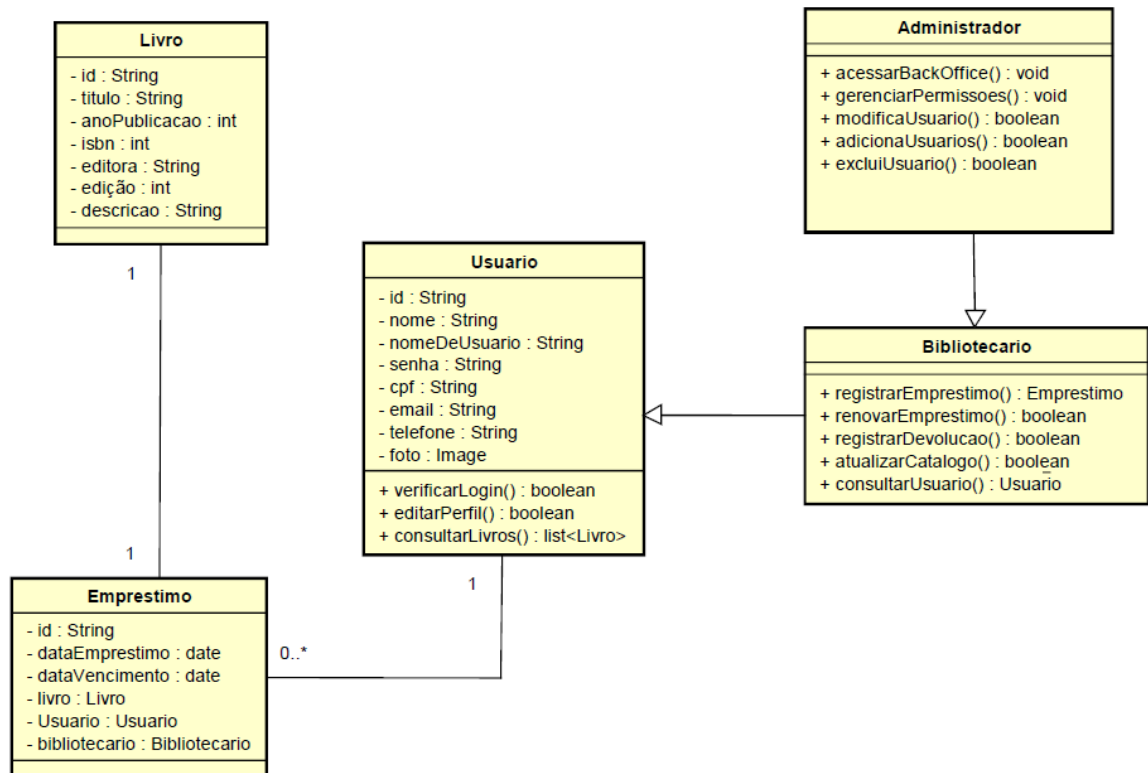 Livro
- id : String
- titulo : String
- anoPublicacao : int
- isbn : int
- editora : String
- edição : int
- descricao : String
1
1
Administrador
+ acessarBackOffice() : void
+ gerenciarPermissoes() : void
+ modificaUsuario() : boolean
+ adicionaUsuarios() : boolean
+ excluiUsuario() : boolean
Usuario
- id : String
- nome : String
- nomeDeUsuario : String
- senha : String
- cpf : String
- email : String
- telefone : String
- foto : Image
+ verificarLogin() : boolean
+ editarPerfil() : boolean
+ consultarLivros() : list<Livro>
1
0..*
Bibliotecario
+ registrarEmprestimo() : Emprestimo
+ renovarEmprestimo() : boolean
+ registrarDevolucao() : boolean
+ atualizarCatalogo() : boolean
+ consultarUsuario() : Usuario
Emprestimo
- id : String
- dataEmprestimo : date
- dataVencimento : date
- livro : Livro
- Usuario : Usuario
- bibliotecario : Bibliotecario